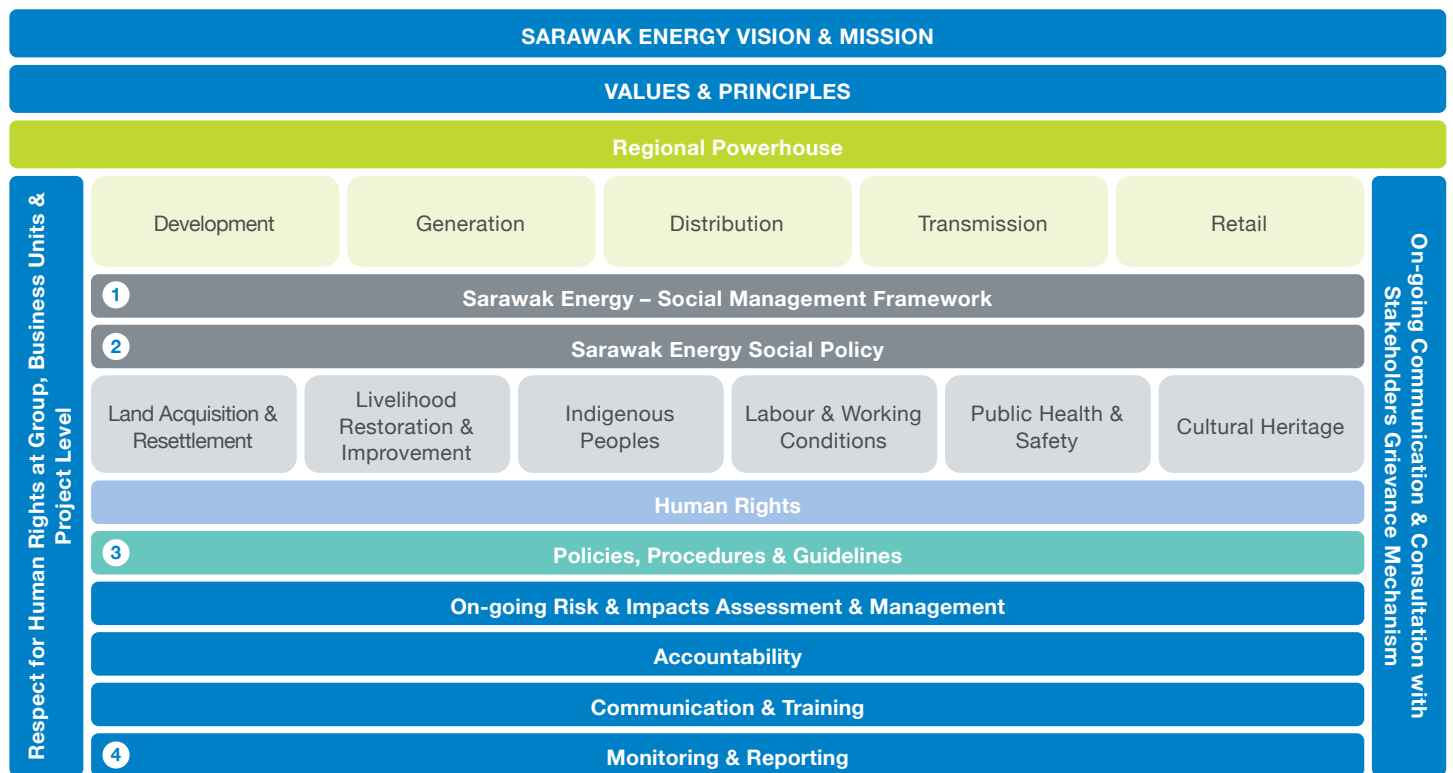 SARAWAK ENERGY VISION & MISSION
VALUES & PRINCIPLES
Regional Powerhouse
Respect for Human Rights at Group, Business Units &
Project Level
Development
Generation
Distribution
Transmission
Retail
1
Sarawak Energy – Social Management Framework
2
Sarawak Energy Social Policy
Land Acquisition &
Resettlement
Livelihood
Restoration &
Improvement
Indigenous
Peoples
Labour & Working
Conditions
Public Health &
Safety
Cultural Heritage
Human Rights
3
Policies, Procedures & Guidelines
On-going Risk & Impacts Assessment & Management
Accountability
Communication & Training
4
Monitoring & Reporting
On-going Communication & Consultation with
Stakeholders Grievance Mechanism